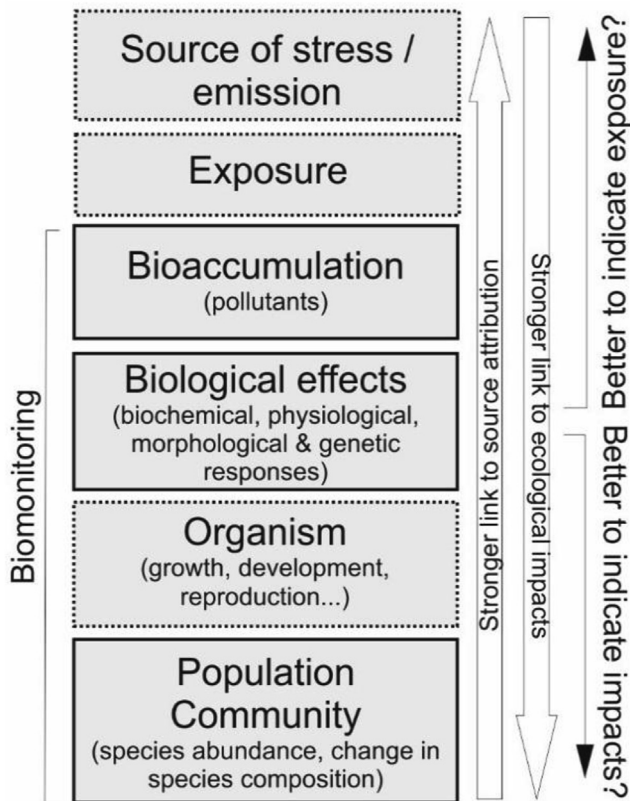 Source of stress /
emission
Exposure
Bioaccumulation
(pollutants)
Biological effects
(biochemical, physiological,
morphological & genetic
responses)
Organism
(growth, development,
reproduction...)
Population
Community
(species abundance, change in
species composition)
Biomonitoring
Stronger link to source attribution
Stronger link to ecological impacts
Better to indicate exposure?
Better to indicate impacts?